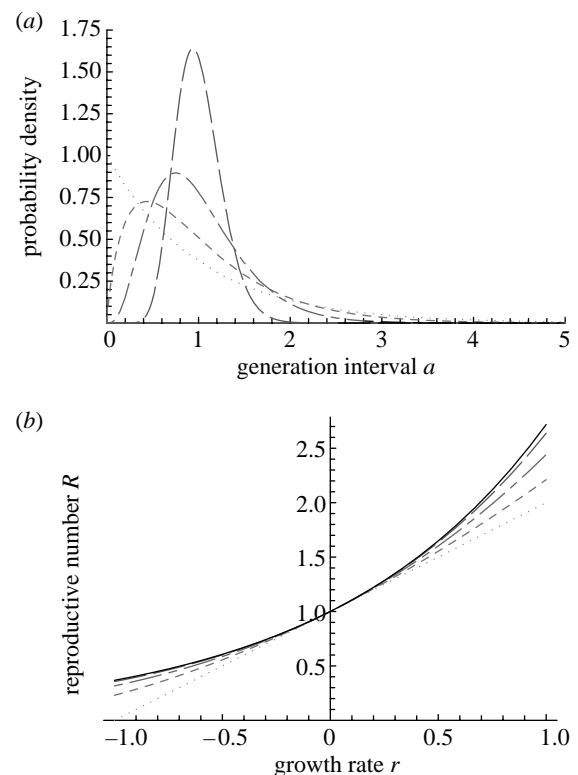 (a)
1.75
1.50
1.25
1.00
0.75
0.50
0.25
probability density
0 1 2 3 4 5
generation interval a
(b)
2.5
2.0
1.5
1.0
0.5
reproductive number R
−1.0 −0.5 0 0.5 1.0
growth rate r